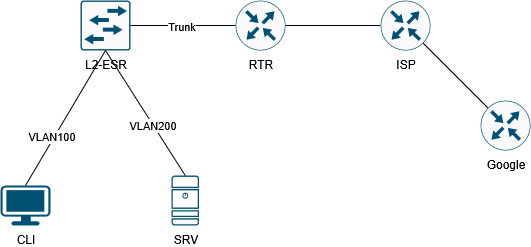 Trunk
L2-ESR
RTR
ISP
VLAN100
VLAN200
Google
CLI
SRV